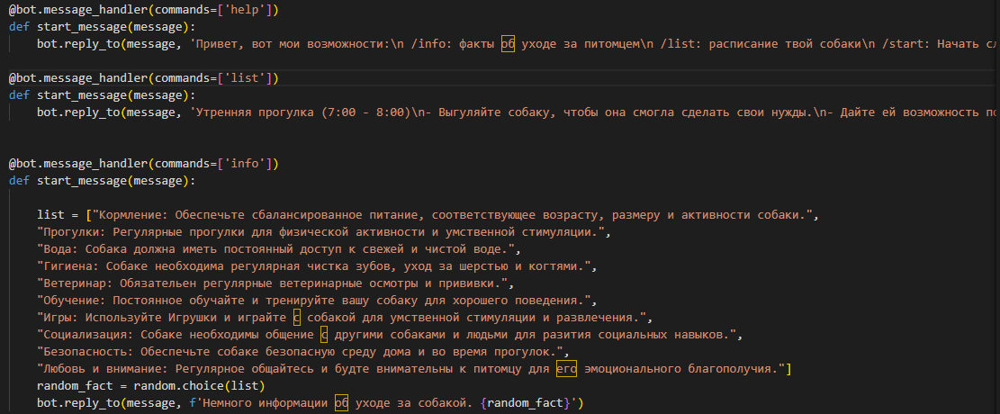 @bot.message_handler(commands=['help'])
def start_message(message):
    bot.reply_to(message, 'Привет, вот мои возможности:\n /info: факты об уходе за питомцем\n /list: расписание твой собаки\n /start: Начать сл
@bot.message_handler(commands=['list'])
def start_message(message):
    bot.reply_to(message, 'Утренняя прогулка (7:00 - 8:00)\n- Выгуляйте собаку, чтобы она смогла сделать свои нужды.\n- Дайте ей возможность по
@bot.message_handler(commands=['info'])
def start_message(message):
    list = ["Кормление: Обеспечьте сбалансированное питание, соответствующее возрасту, размеру и активности собаки.",
    "Прогулки: Регулярные прогулки для физической активности и умственной стимуляции.",
    "Вода: Собака должна иметь постоянный доступ к свежей и чистой воде.",
    "Гигиена: Собаке необходима регулярная чистка зубов, уход за шерстью и когтями.",
    "Ветеринар: Обязательен регулярные ветеринарные осмотры и прививки.",
    "Обучение: Постоянное обучайте и тренируйте вашу собаку для хорошего поведения.",
    "Игры: Используйте Игрушки и играйте с собакой для умственной стимуляции и развлечения.",
    "Социализация: Собаке необходимы общение с другими собаками и людьми для разития социальных навыков.",
    "Безопасность: Обеспечьте собаке безопасную среду дома и во время прогулок.",
    "Любовь и внимание: Регулярное общайтесь и будте внимательны к питомцу для его эмоционального благополучия."]
    random_fact = random.choice(list)
    bot.reply_to(message, f'Немного информации об уходе за собакой. {random_fact}')